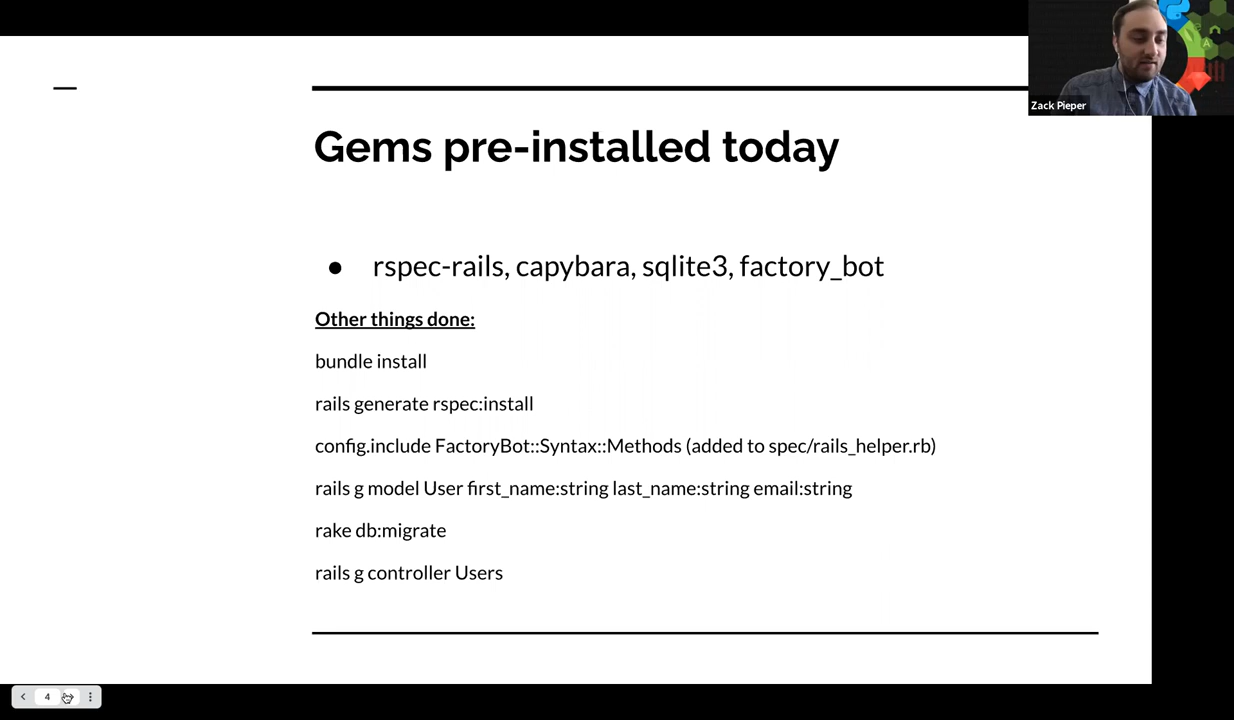 Zack Pieper
Gems pre-installed today
● rspec-rails, capybara, sqlite3, factory_bot
Other things done:
bundle install
rails generate rspec:install
config.include FactoryBot::Syntax::Methods (added to spec/rails_helper.rb)
rails g model User first_name:string last_name:string email:string
rake db:migrate
rails g controller Users
4